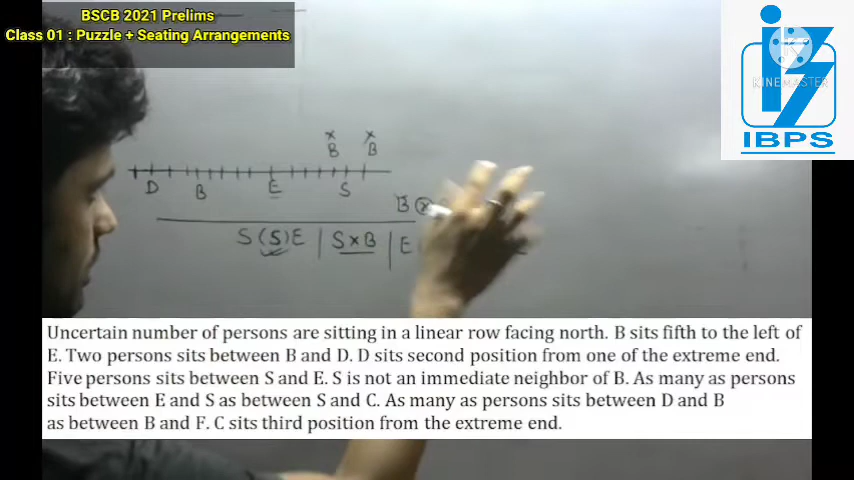 BSCB 2021 Prelims
Class 01 : Puzzle + Seating Arrangements
KINEMASTER
IBPS
x x
B B
D B E S
B x
S (S) E | S x B | E
Uncertain number of persons are sitting in a linear row facing north. B sits fifth to the left of
E. Two persons sits between B and D. D sits second position from one of the extreme end.
Five persons sits between S and E. S is not an immediate neighbor of B. As many as persons
sits between E and S as between S and C. As many as persons sits between D and B
as between B and F. C sits third position from the extreme end.